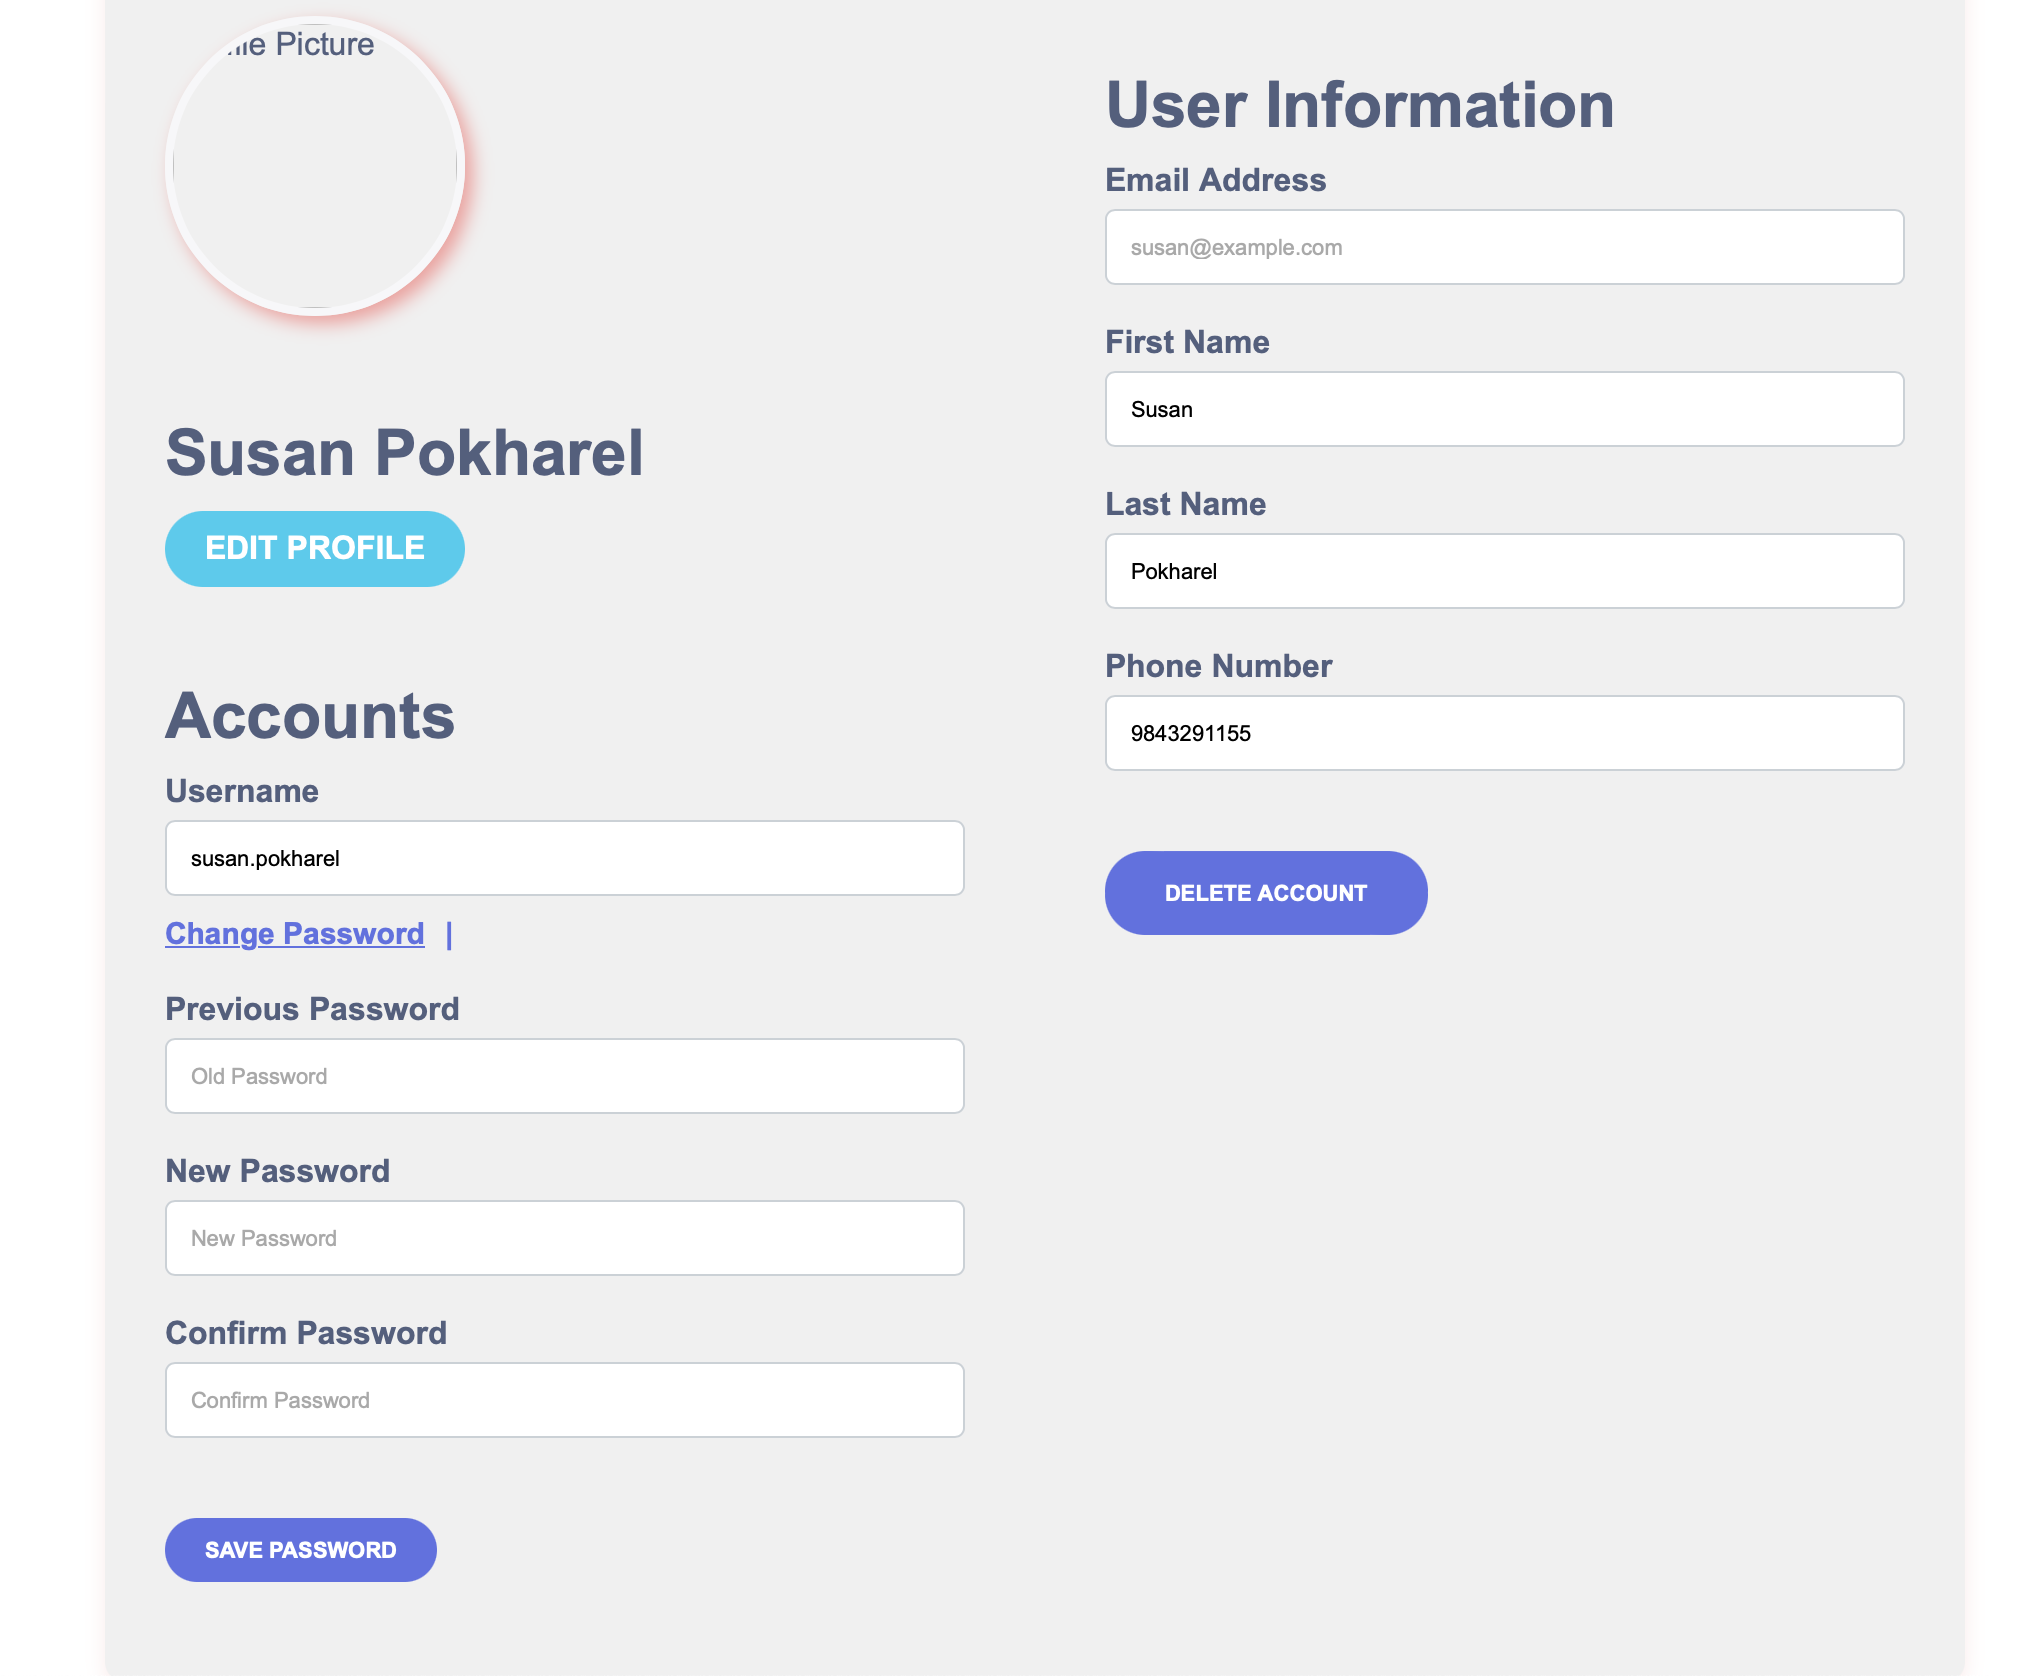 Picture
Susan Pokharel
EDIT PROFILE
Accounts
Username
susan.pokharel
Change Password |
Previous Password
Old Password
New Password
New Password
Confirm Password
Confirm Password
SAVE PASSWORD
User Information
Email Address
susan@example.com
First Name
Susan
Last Name
Pokharel
Phone Number
9843291155
DELETE ACCOUNT